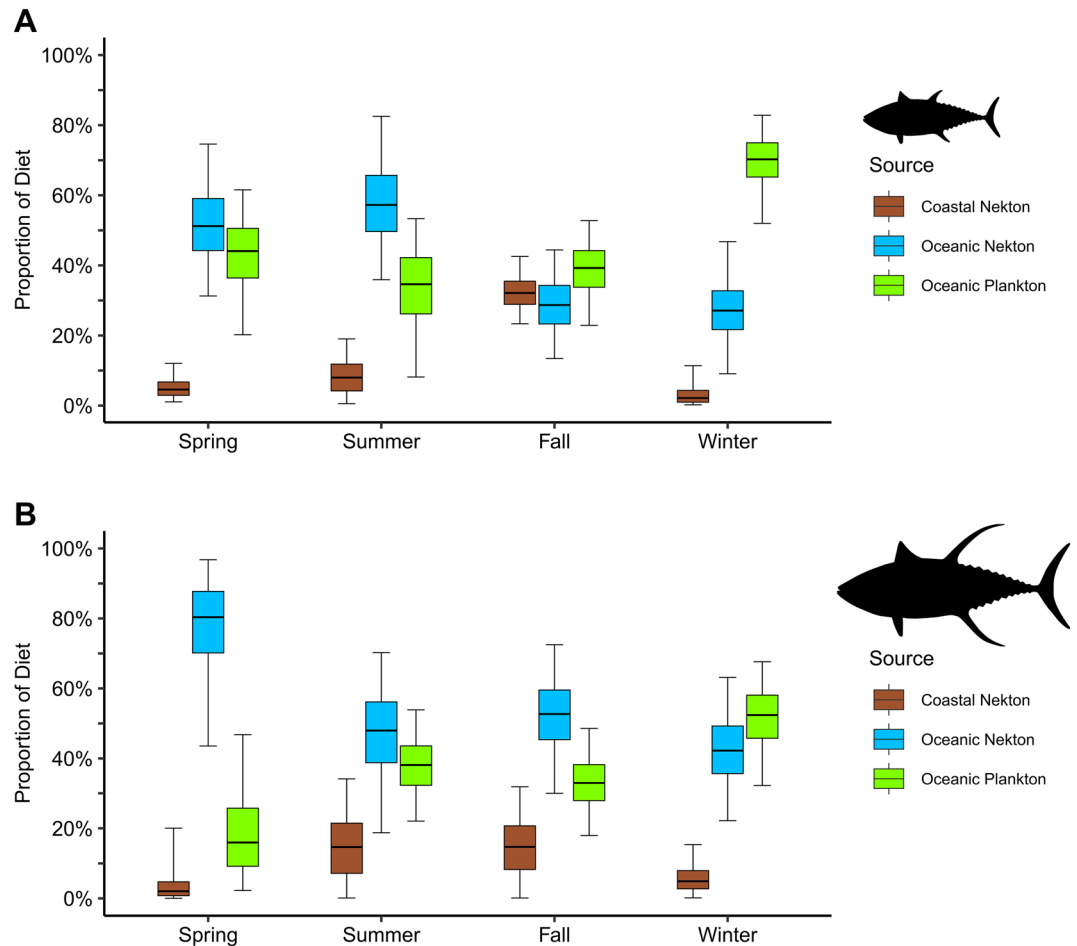 A
100%
80%
60%
40%
20%
0%
Proportion of Diet
Spring Summer Fall Winter
Source
Coastal Nekton
Oceanic Nekton
Oceanic Plankton
B
100%
80%
60%
40%
20%
0%
Proportion of Diet
Spring Summer Fall Winter
Source
Coastal Nekton
Oceanic Nekton
Oceanic Plankton